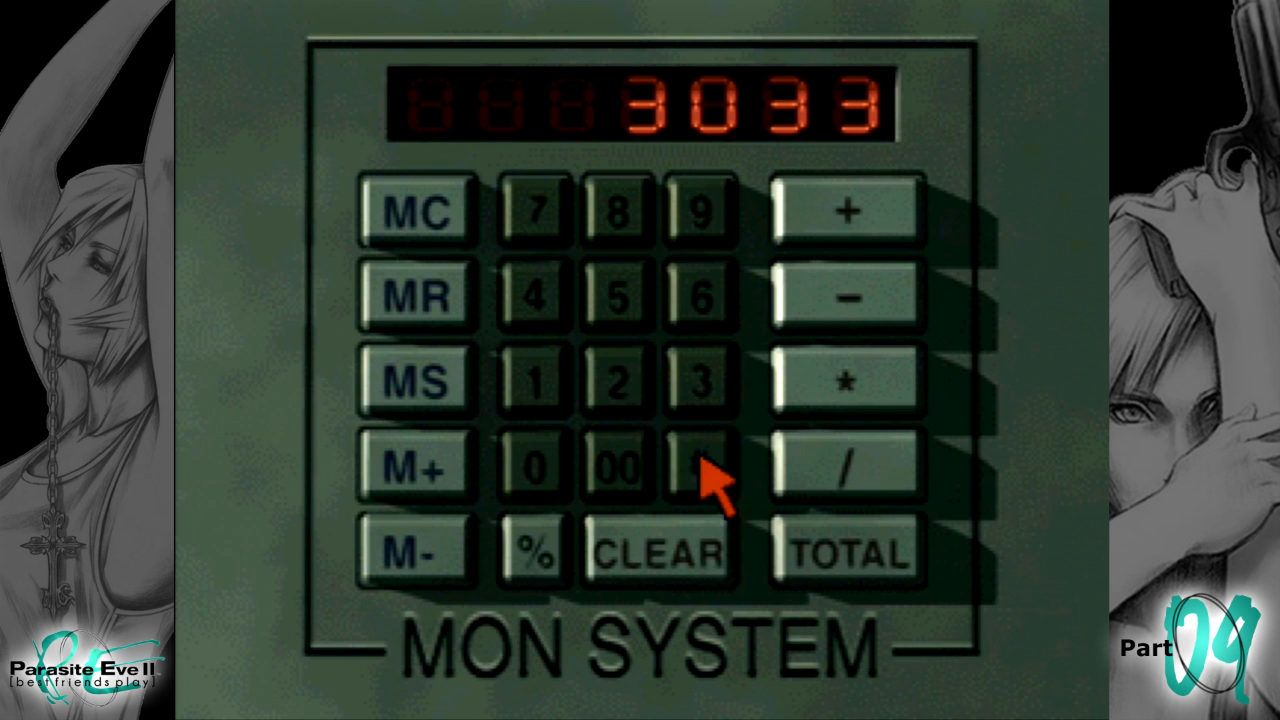 3033
MC 7 8 9 +
MR 4 5 6 -
MS 1 2 3 *
M+ 0 00 /
M- % CLEAR TOTAL
MON SYSTEM
Parasite Eve II
[best friends play]
Part 09